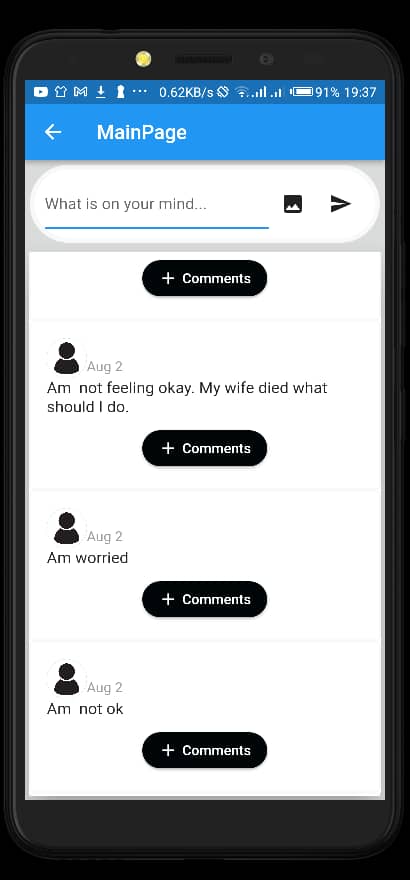 0.62KB/s 91% 19:37
MainPage
What is on your mind...
+ Comments
Aug 2
Am  not feeling okay. My wife died what
should I do.
+ Comments
Aug 2
Am worried
+ Comments
Aug 2
Am  not ok
+ Comments